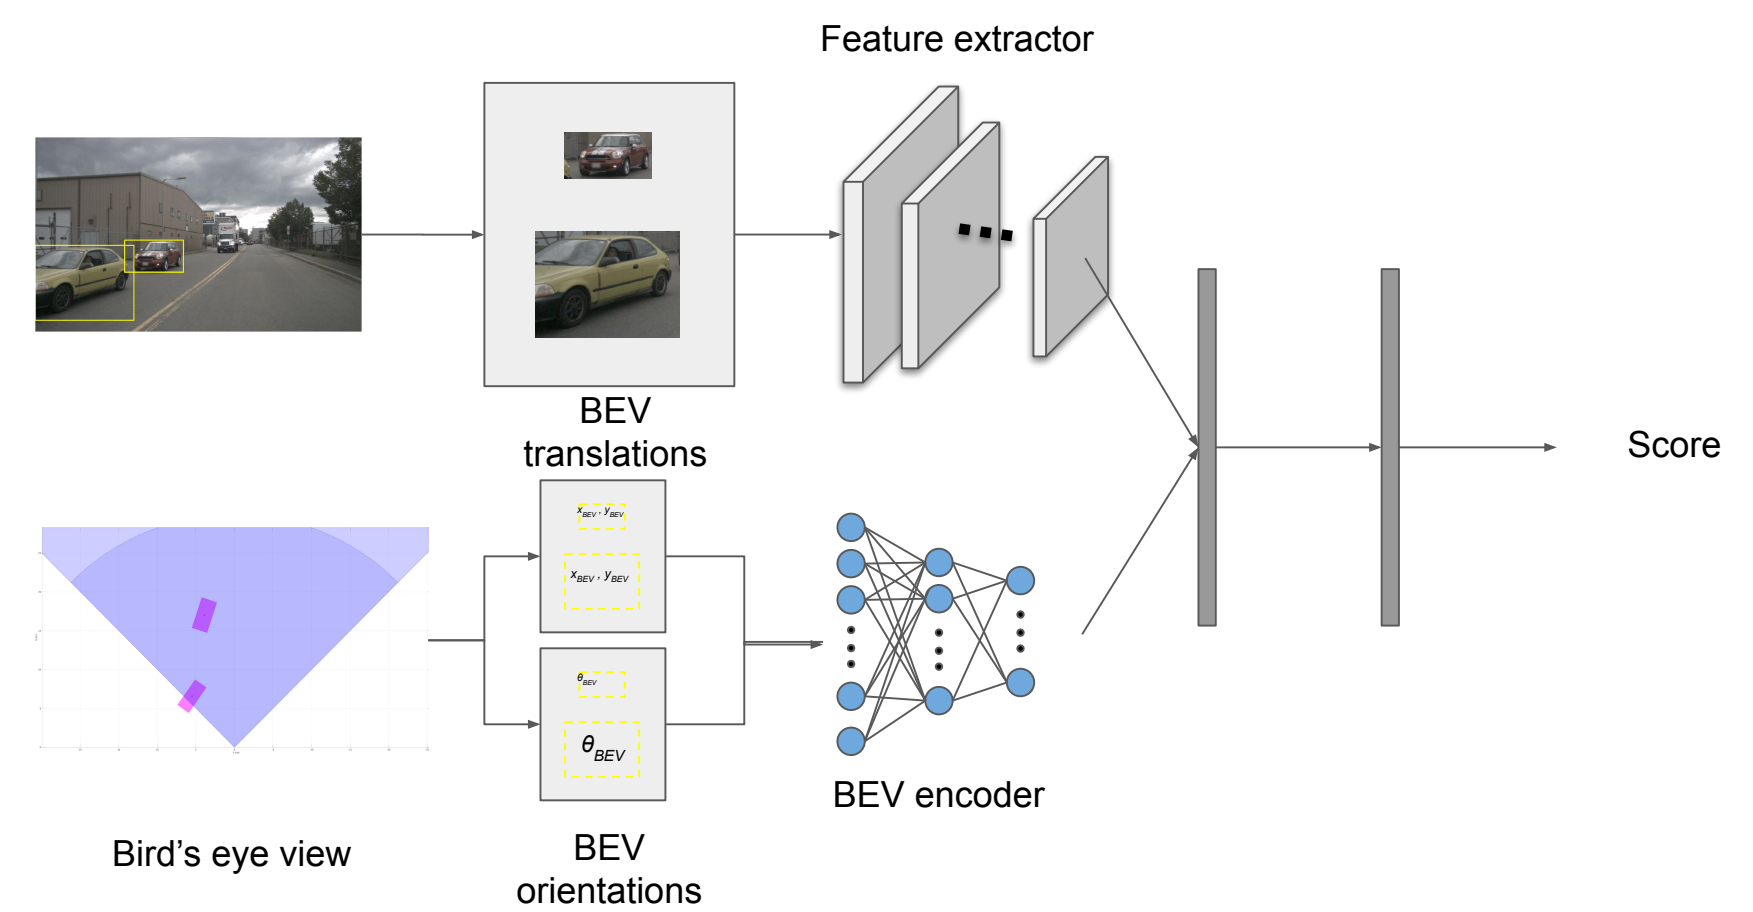 Feature extractor
BEV
translations
x_BEV , y_BEV
x_BEV , y_BEV
Score
θ_BEV
θ_BEV
BEV encoder
Bird's eye view
BEV
orientations